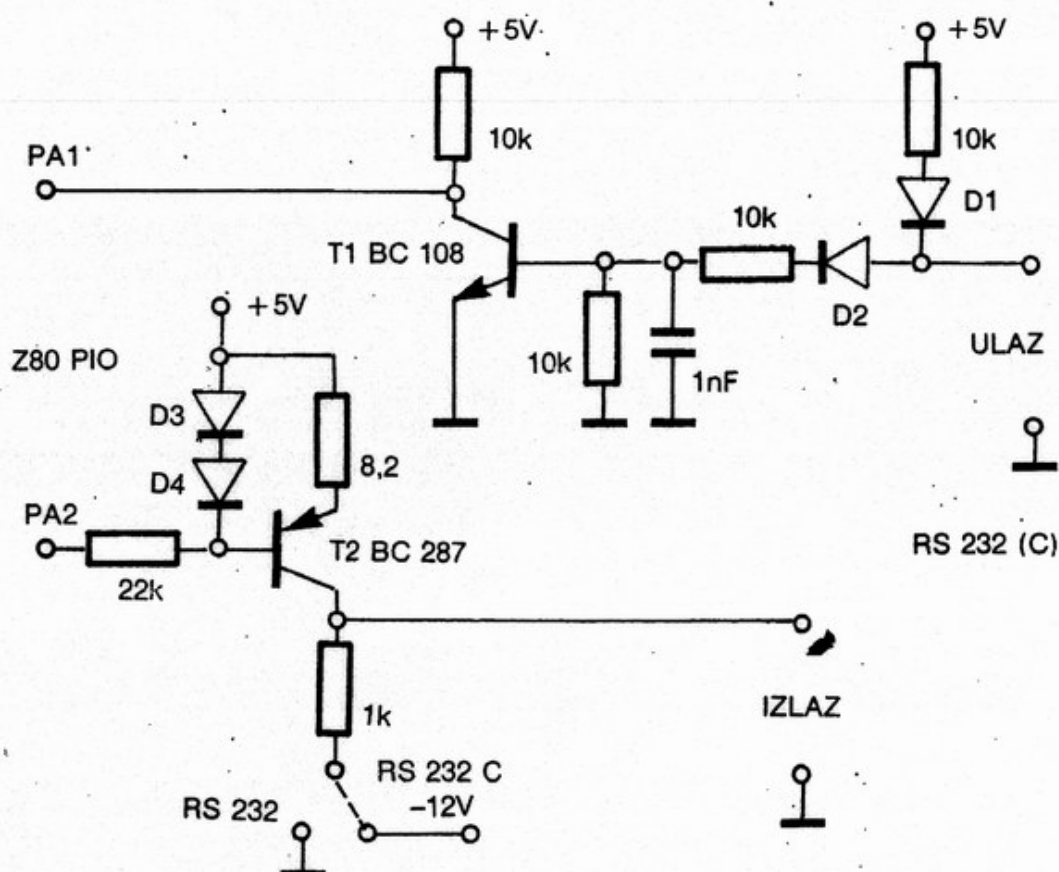 +5V
+5V
10k
10k
PA1
D1
10k
T1 BC 108
D2
+5V
ULAZ
Z80 PIO
10k
1nF
D3
8,2
D4
PA2
T2 BC 287
RS 232 (C)
22k
1k
IZLAZ
RS 232 C
RS 232
-12V